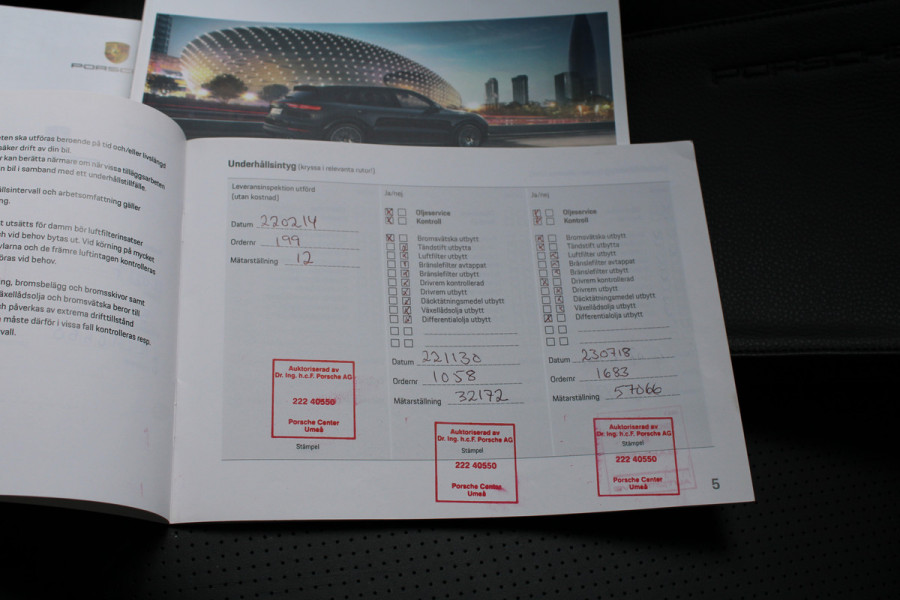 PORSCHE
eten ska utföras beroende på tid och/eller livslängd
säker drift av din bil.
kan berätta närmare om när vissa tilläggsarbeten
n bil i samband med ett underhållstillfälle.
llsintervall och arbetsomfattning gäller
ng.
t utsätts för damm bör luftfilterinsatser
h vid behov bytas ut. Vid körning på mycket
vlarna och de främre luftintagen kontrolleras
öras vid behov.
ng, bromsbelägg och bromsskivor samt
växellådsolja och bromsvätska beror till
ch påverkas av extrema drifttillstånd
måste därför i vissa fall kontrolleras resp.
vall.
Underhållsintyg (kryssa i relevanta rutor!)
Leveransinspektion utförd
(utan kostnad)
Datum 220214
Ordernr 199
Mätarställning 12
Auktoriserad av
Dr. Ing. h.c.F. Porsche AG
222 40550
Porsche Center
Umeå
Stämpel
Ja/Nej
Oljeservice
Kontroll
Bromsvätska utbytt
Tändstift utbytta
Luftfilter utbytt
Bränslefilter avtappat
Bränslefilter utbytt
Drivrem kontrollerad
Drivrem utbytt
Däcktätningsmedel utbytt
Växellådsolja utbytt
Differentialolja utbytt
Datum 221130
Ordernr 1058
Mätarställning 32172
Auktoriserad av
Dr. Ing. h.c.F. Porsche AG
Stämpel
222 40550
Porsche Center
Umeå
Ja/Nej
Oljeservice
Kontroll
Bromsvätska utbytt
Tändstift utbytta
Luftfilter utbytt
Bränslefilter avtappat
Bränslefilter utbytt
Drivrem kontrollerad
Drivrem utbytt
Däcktätningsmedel utbytt
Växellådsolja utbytt
Differentialolja utbytt
Datum 230718
Ordernr 1683
Mätarställning 57066
Auktoriserad av
Dr. Ing. h.c.F. Porsche AG
Stämpel
222 40550
Porsche Center
Umeå
5
PORSCHE